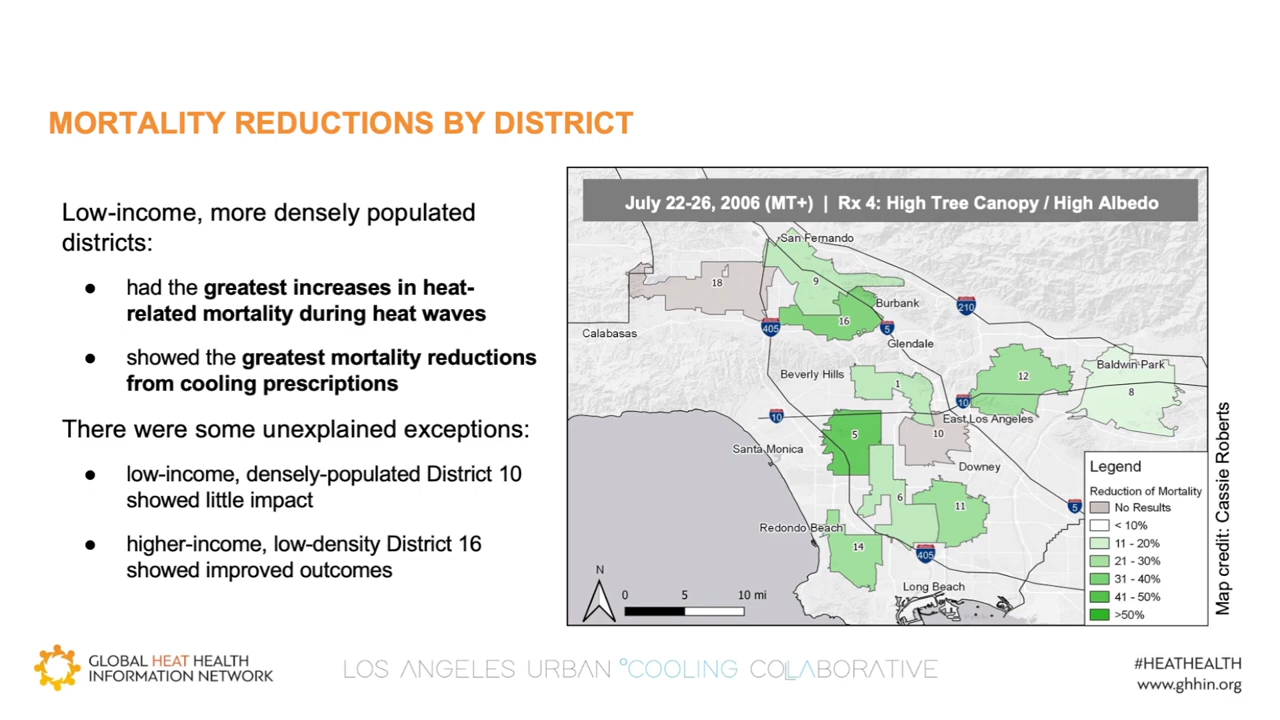 MORTALITY REDUCTIONS BY DISTRICT
Low-income, more densely populated
districts:
● had the greatest increases in heat-
related mortality during heat waves
● showed the greatest mortality reductions
from cooling prescriptions
There were some unexplained exceptions:
● low-income, densely-populated District 10
showed little impact
● higher-income, low-density District 16
showed improved outcomes
July 22-26, 2006 (MT+) | Rx 4: High Tree Canopy / High Albedo
San Fernando
18
9
Burbank
210
16
405
5
Calabasas
Glendale
Baldwin Park
Beverly Hills
12
1
8
10
10
East Los Angeles
5
10
Santa Monica
Downey
6
11
5
Redondo Beach
14
405
Long Beach
N
0 5 10 mi
Legend
Reduction of Mortality
No Results
< 10%
11 - 20%
21 - 30%
31 - 40%
41 - 50%
>50%
Map credit: Cassie Roberts
GLOBAL HEAT HEALTH
INFORMATION NETWORK
LOS ANGELES URBAN °COOLING COLLABORATIVE
#HEATHEALTH
www.ghhin.org